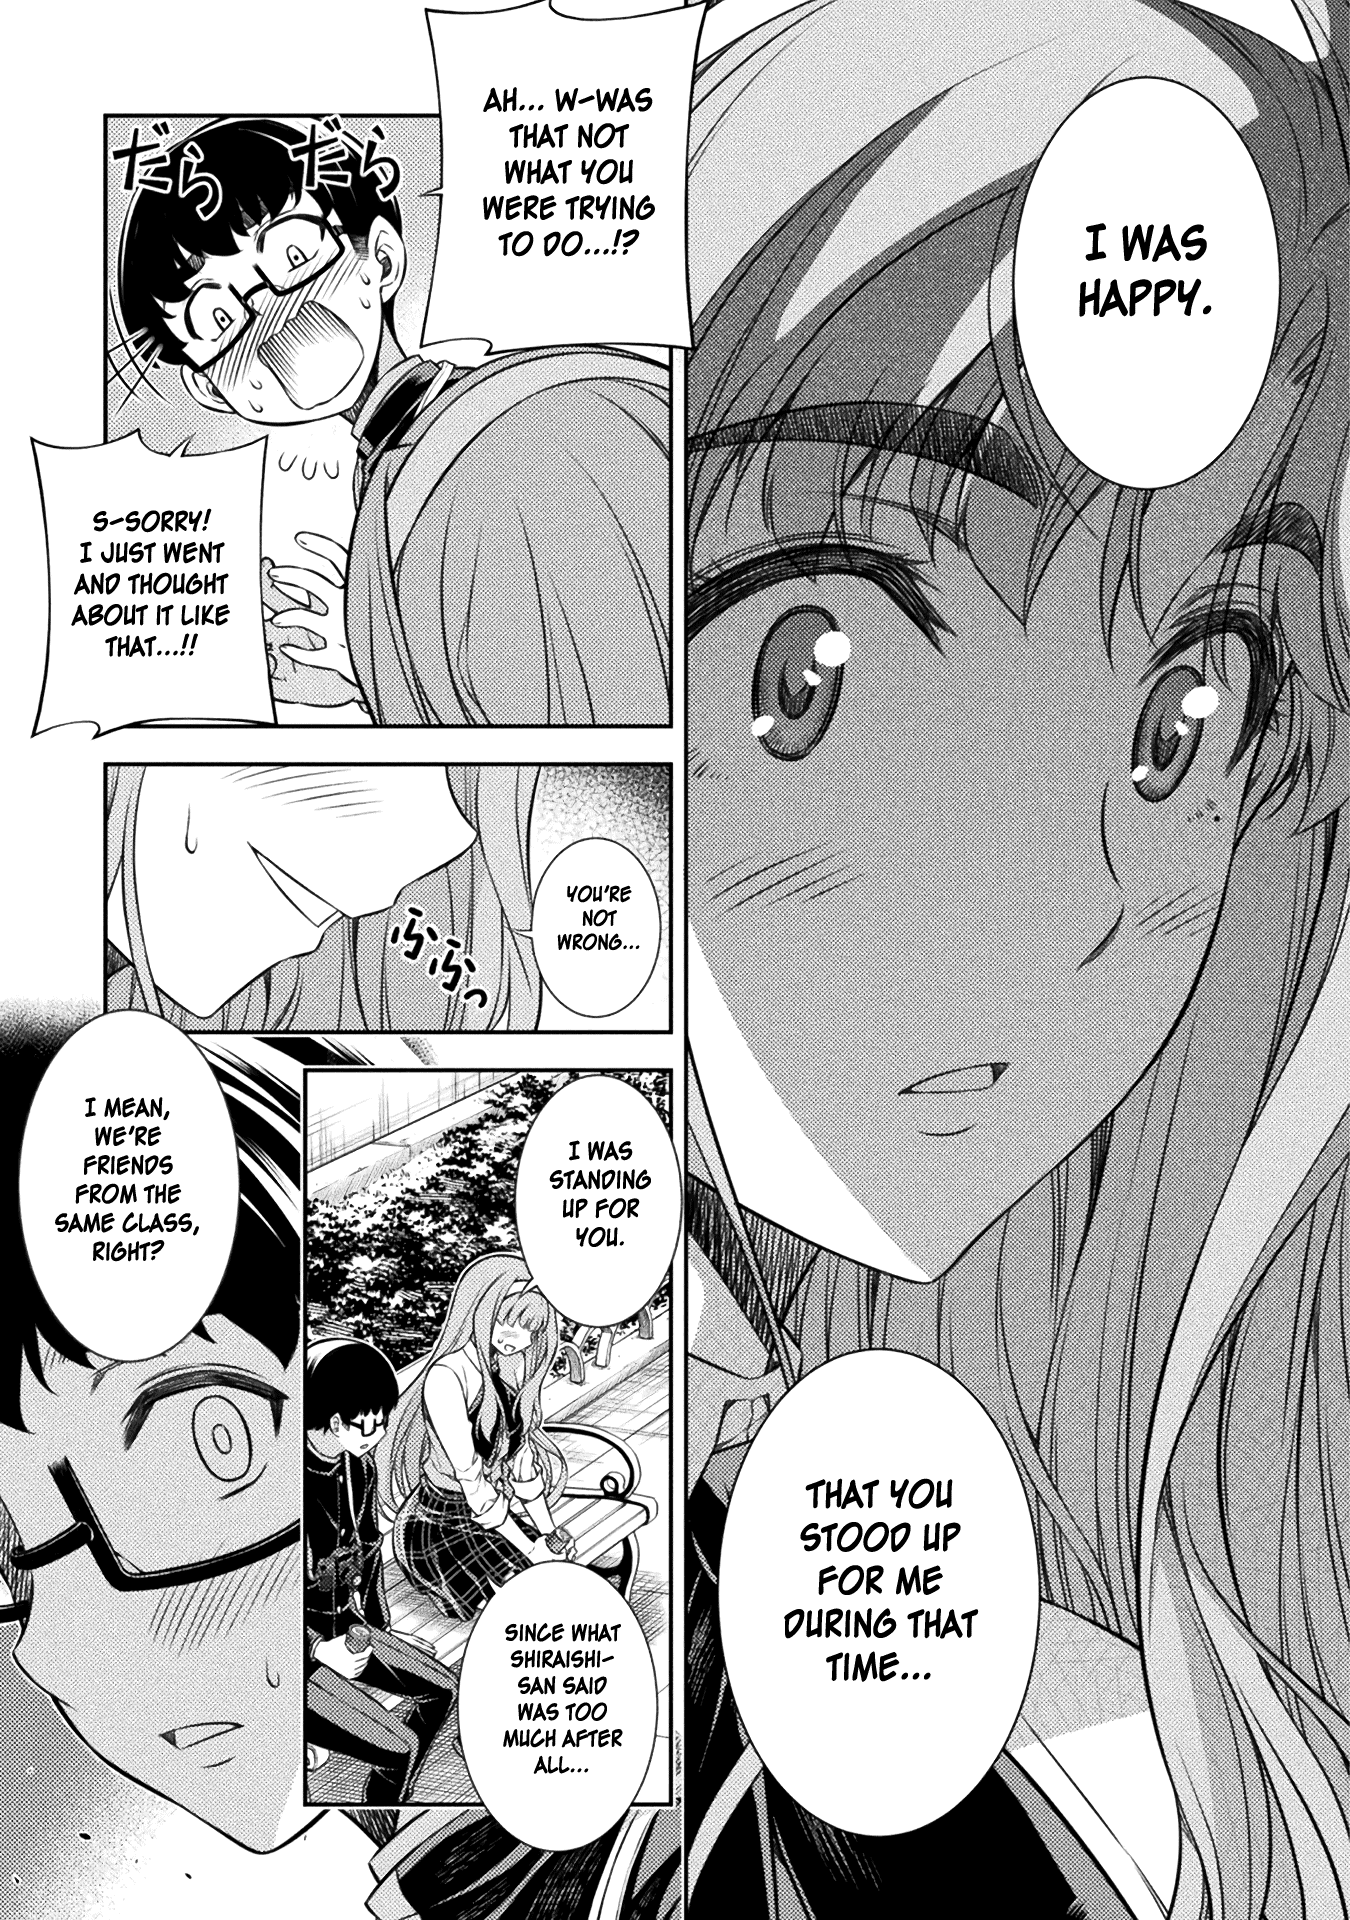 I WAS
HAPPY.
THAT YOU
STOOD UP
FOR ME
DURING THAT
TIME...
AH... W-WAS
THAT NOT
WHAT YOU
WERE TRYING
TO DO...!?
だらだら
S-SORRY!
I JUST WENT
AND THOUGHT
ABOUT IT LIKE
THAT...!!
YOU'RE
NOT
WRONG...
ふふっ
I WAS
STANDING
UP FOR
YOU.
SINCE WHAT
SHIRAISHI-
SAN SAID
WAS TOO
MUCH AFTER
ALL...
I MEAN,
WE'RE
FRIENDS
FROM THE
SAME CLASS,
RIGHT?